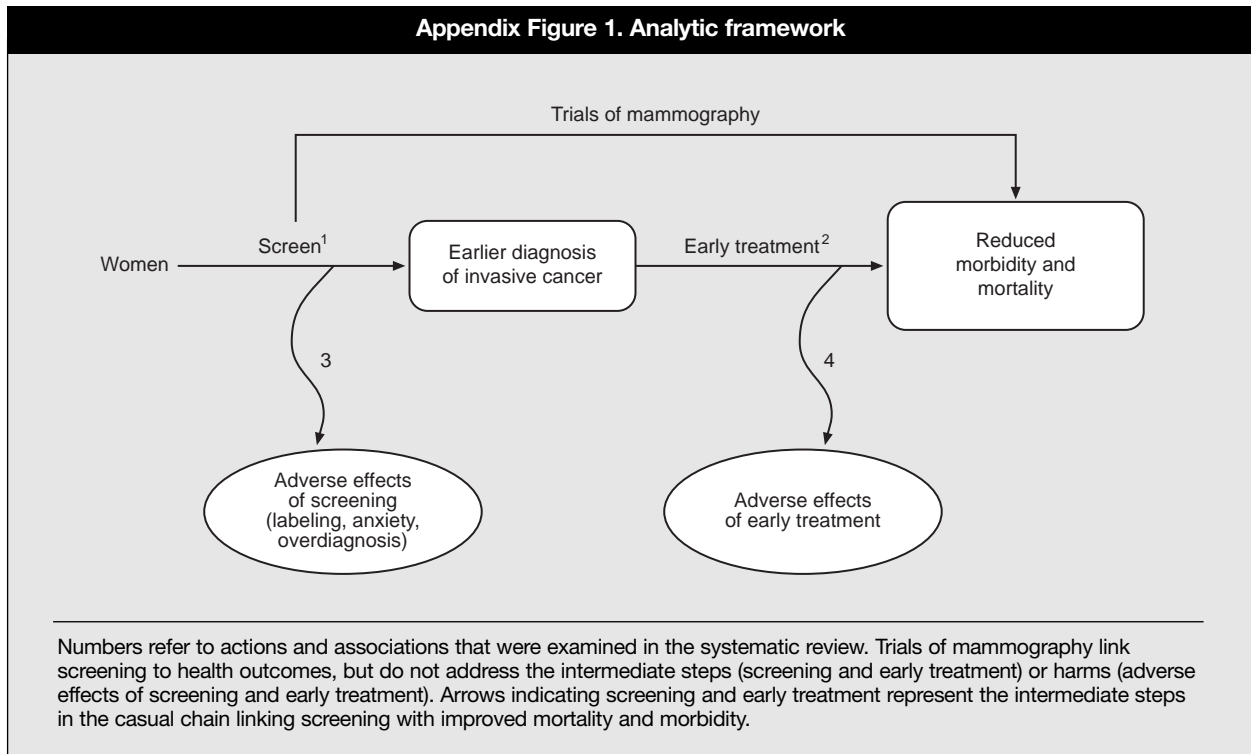 Appendix Figure 1. Analytic framework
Trials of mammography
Women
Screen1
Earlier diagnosis
of invasive cancer
Early treatment2
Reduced
morbidity and
mortality
3
4
Adverse effects
of screening
(labeling, anxiety,
overdiagnosis)
Adverse effects
of early treatment
Numbers refer to actions and associations that were examined in the systematic review. Trials of mammography link
screening to health outcomes, but do not address the intermediate steps (screening and early treatment) or harms (adverse
effects of screening and early treatment). Arrows indicating screening and early treatment represent the intermediate steps
in the casual chain linking screening with improved mortality and morbidity.